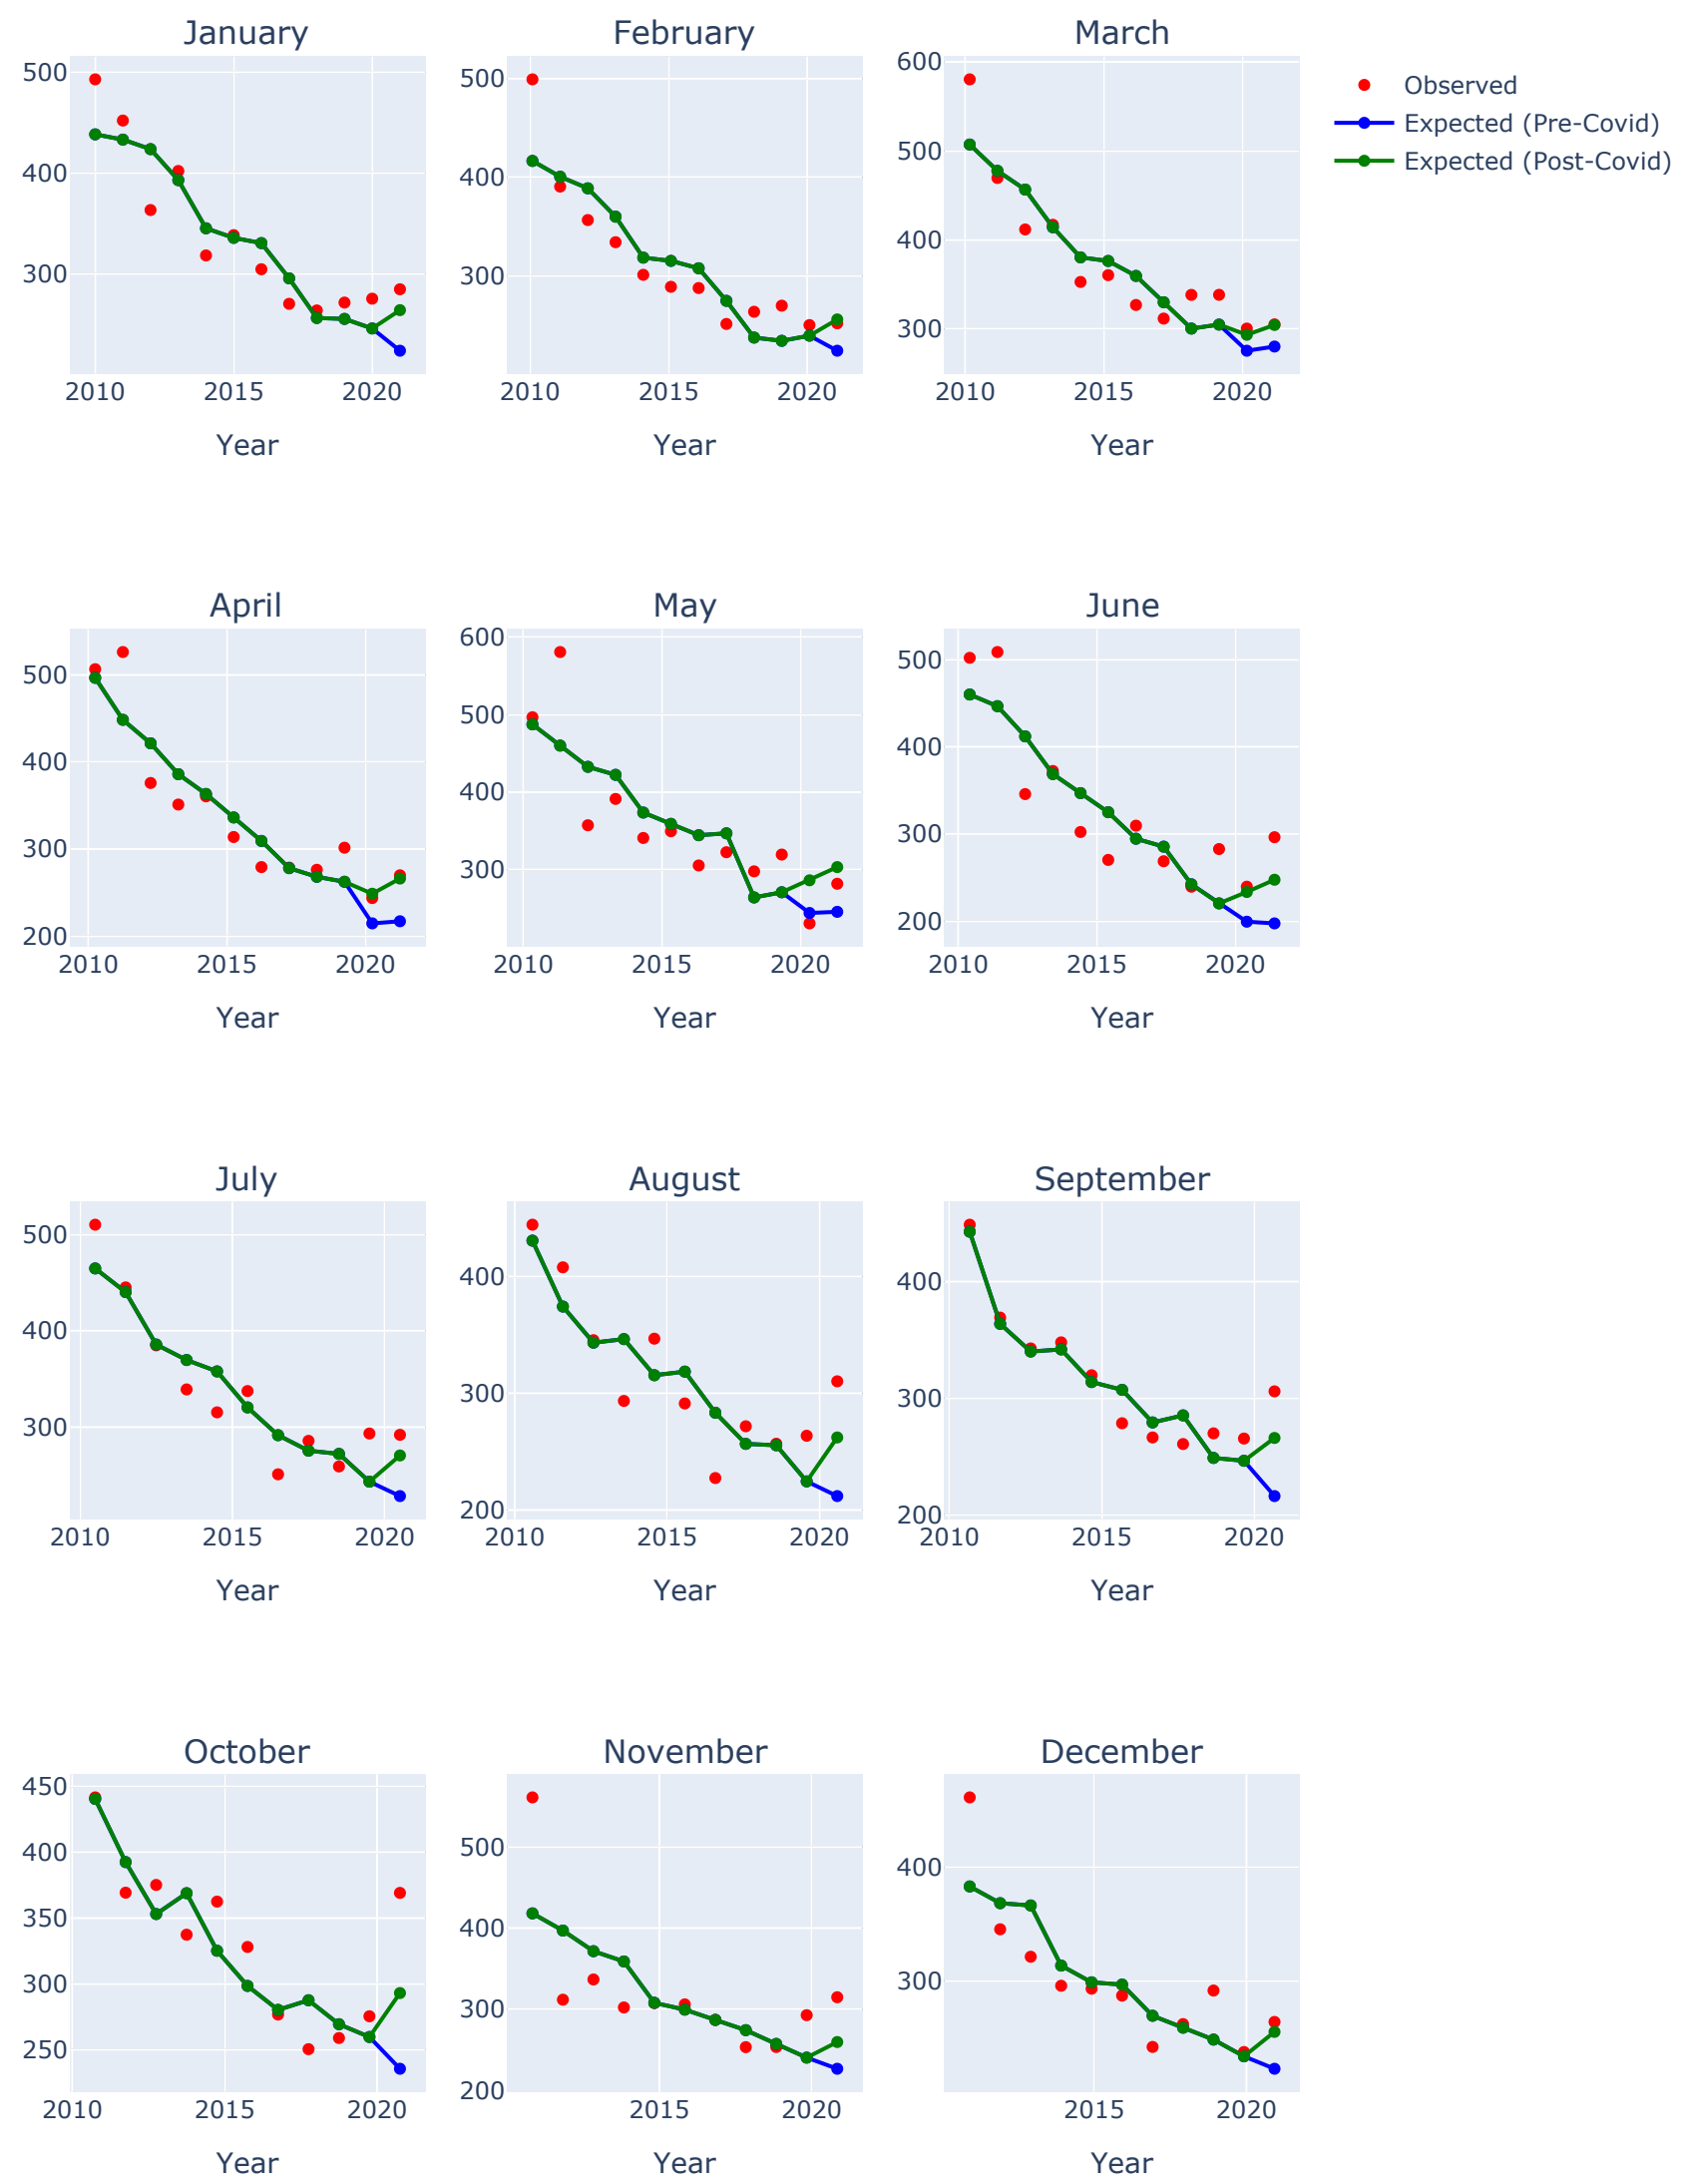 January February March
500
400
300
2010 2015 2020
Year
500
400
300
2010 2015 2020
Year
600
500
400
300
2010 2015 2020
Year
Observed
Expected (Pre-Covid)
Expected (Post-Covid)
April May June
500
400
300
200
2010 2015 2020
Year
600
500
400
300
2010 2015 2020
Year
500
400
300
200
2010 2015 2020
Year
July August September
500
400
300
2010 2015 2020
Year
400
300
200
2010 2015 2020
Year
400
300
200
2010 2015 2020
Year
October November December
450
400
350
300
250
2010 2015 2020
Year
500
400
300
200
2015 2020
Year
400
300
2015 2020
Year